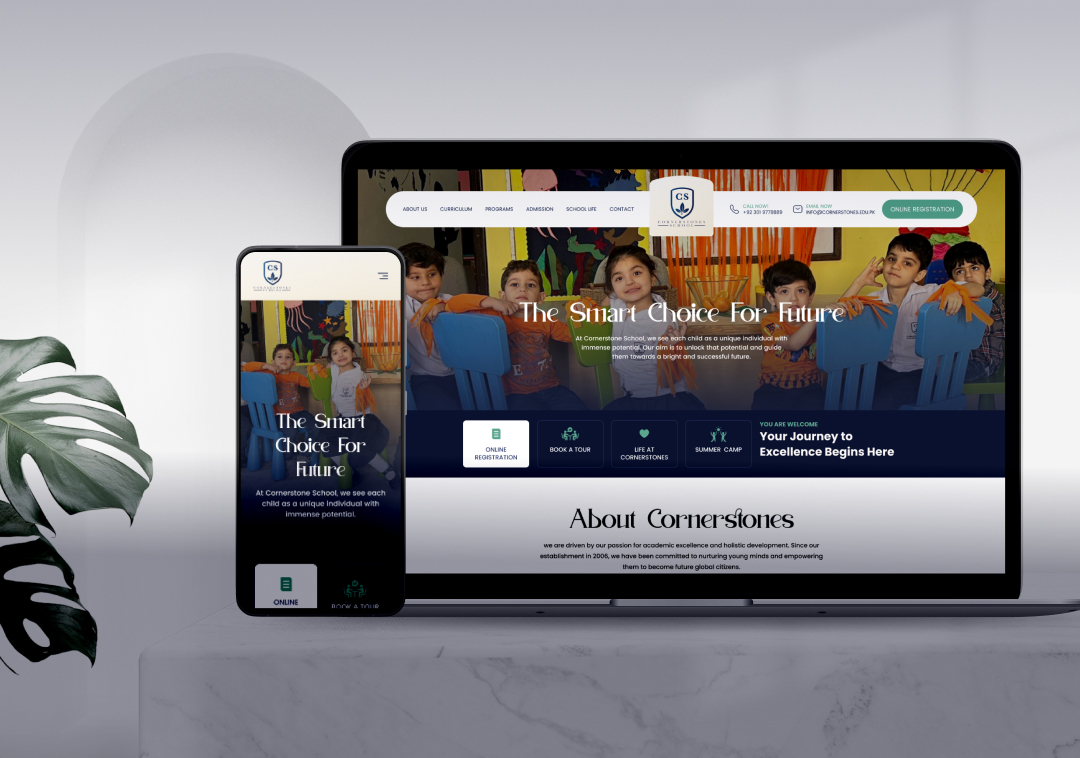 ABOUT US
CURRICULUM
PROGRAMS
ADMISSION
SCHOOL LIFE
CONTACT
CS
CORNERSTONES
SCHOOL
CALL NOW!
+92 301 9778899
EMAIL NOW
INFO@CORNERSTONES.EDU.PK
ONLINE REGISTRATION
The Smart Choice For Future
At Cornerstone School, we see each child as a unique individual with
immense potential. Our aim is to unlock that potential and guide
them towards a bright and successful future.
ONLINE
REGISTRATION
BOOK A TOUR
LIFE AT
CORNERSTONES
SUMMER CAMP
YOU ARE WELCOME
Your Journey to
Excellence Begins Here
About Cornerstones
we are driven by our passion for academic excellence and holistic development. Since our
establishment in 2006, we have been committed to nurturing young minds and empowering
them to become future global citizens.
CS
The Smart
Choice For
Future
At Cornerstone School, we see each
child as a unique individual with
immense potential.
ONLINE
BOOK A TOUR